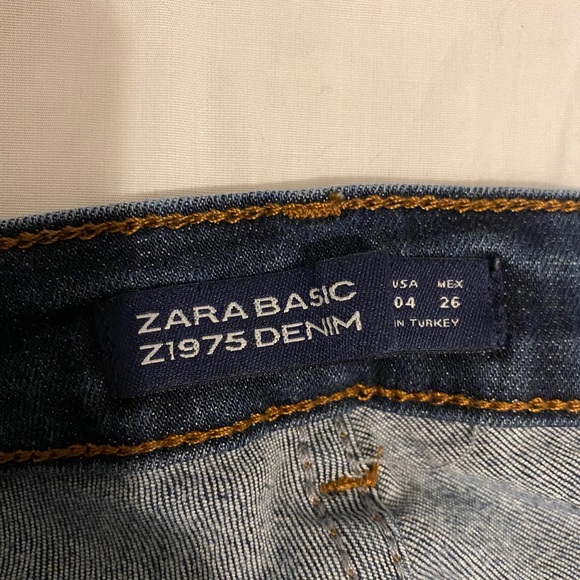 ZARA BASIC
Z1975 DENIM
USA MEX
04 26
IN TURKEY